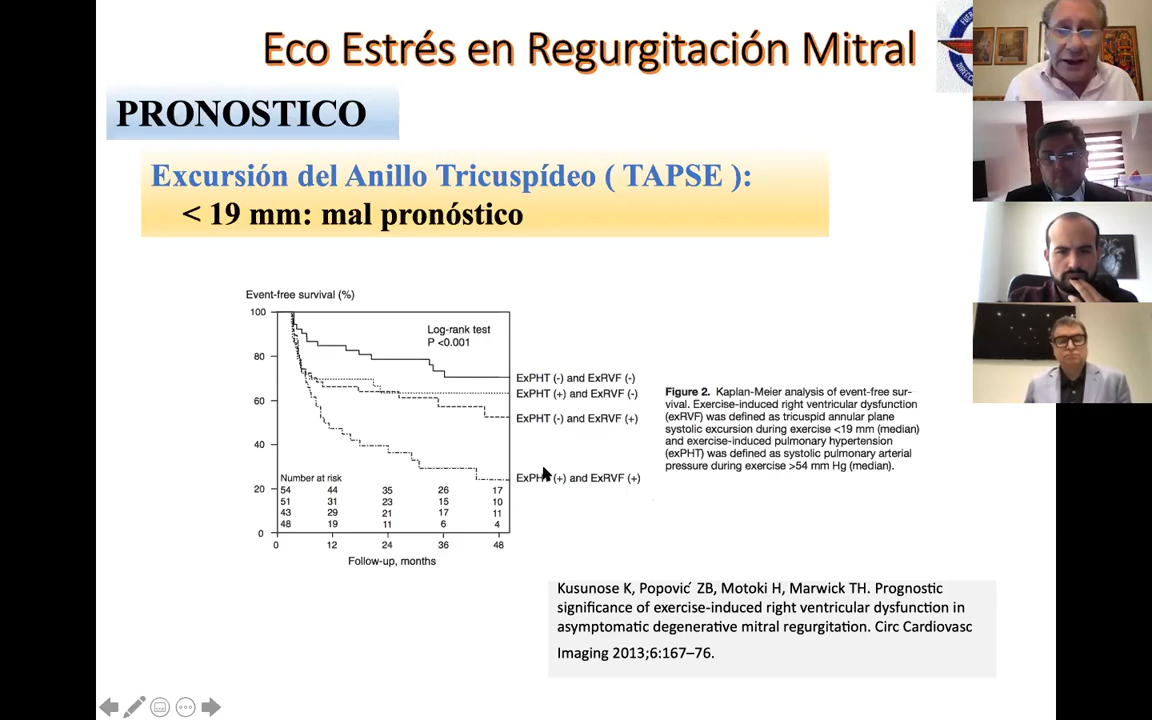 Eco Estrés en Regurgitación Mitral
PRONOSTICO
Excursión del Anillo Tricuspídeo ( TAPSE ):
< 19 mm: mal pronóstico
Event-free survival (%)
100
80
60
40
20
0
Log-rank test
P <0.001
ExPHT (-) and ExRVF (-)
ExPHT (+) and ExRVF (-)
ExPHT (-) and ExRVF (+)
ExPHT (+) and ExRVF (+)
Number at risk
54 44 35 26 17
51 31 23 15 10
43 29 21 17 11
48 19 11 6 4
0 12 24 36 48
Follow-up, months
Figure 2. Kaplan-Meier analysis of event-free sur-
vival. Exercise-induced right ventricular dysfunction
(exRVF) was defined as tricuspid annular plane
systolic excursion during exercise <19 mm (median)
and exercise-induced pulmonary hypertension
(exPHT) was defined as systolic pulmonary arterial
pressure during exercise >54 mm Hg (median).
Kusunose K, Popović ZB, Motoki H, Marwick TH. Prognostic
significance of exercise-induced right ventricular dysfunction in
asymptomatic degenerative mitral regurgitation. Circ Cardiovasc
Imaging 2013;6:167–76.